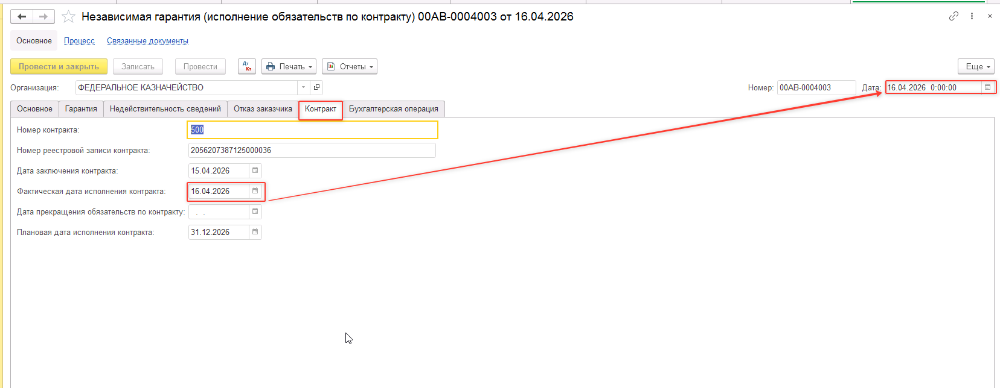 Независимая гарантия (исполнение обязательств по контракту) 00АВ-0004003 от 16.04.2026
Основное Процесс Связанные документы
Провести и закрыть Записать Провести Дт Кт Печать Отчеты Еще
Организация: ФЕДЕРАЛЬНОЕ КАЗНАЧЕЙСТВО Номер: 00АВ-0004003 Дата: 16.04.2026 0:00:00
Основное Гарантия Недействительность сведений Отказ заказчика Контракт Бухгалтерская операция
Номер контракта: 500
Номер реестровой записи контракта: 2056207387125000036
Дата заключения контракта: 15.04.2026
Фактическая дата исполнения контракта: 16.04.2026
Дата прекращения обязательств по контракту: . .
Плановая дата исполнения контракта: 31.12.2026